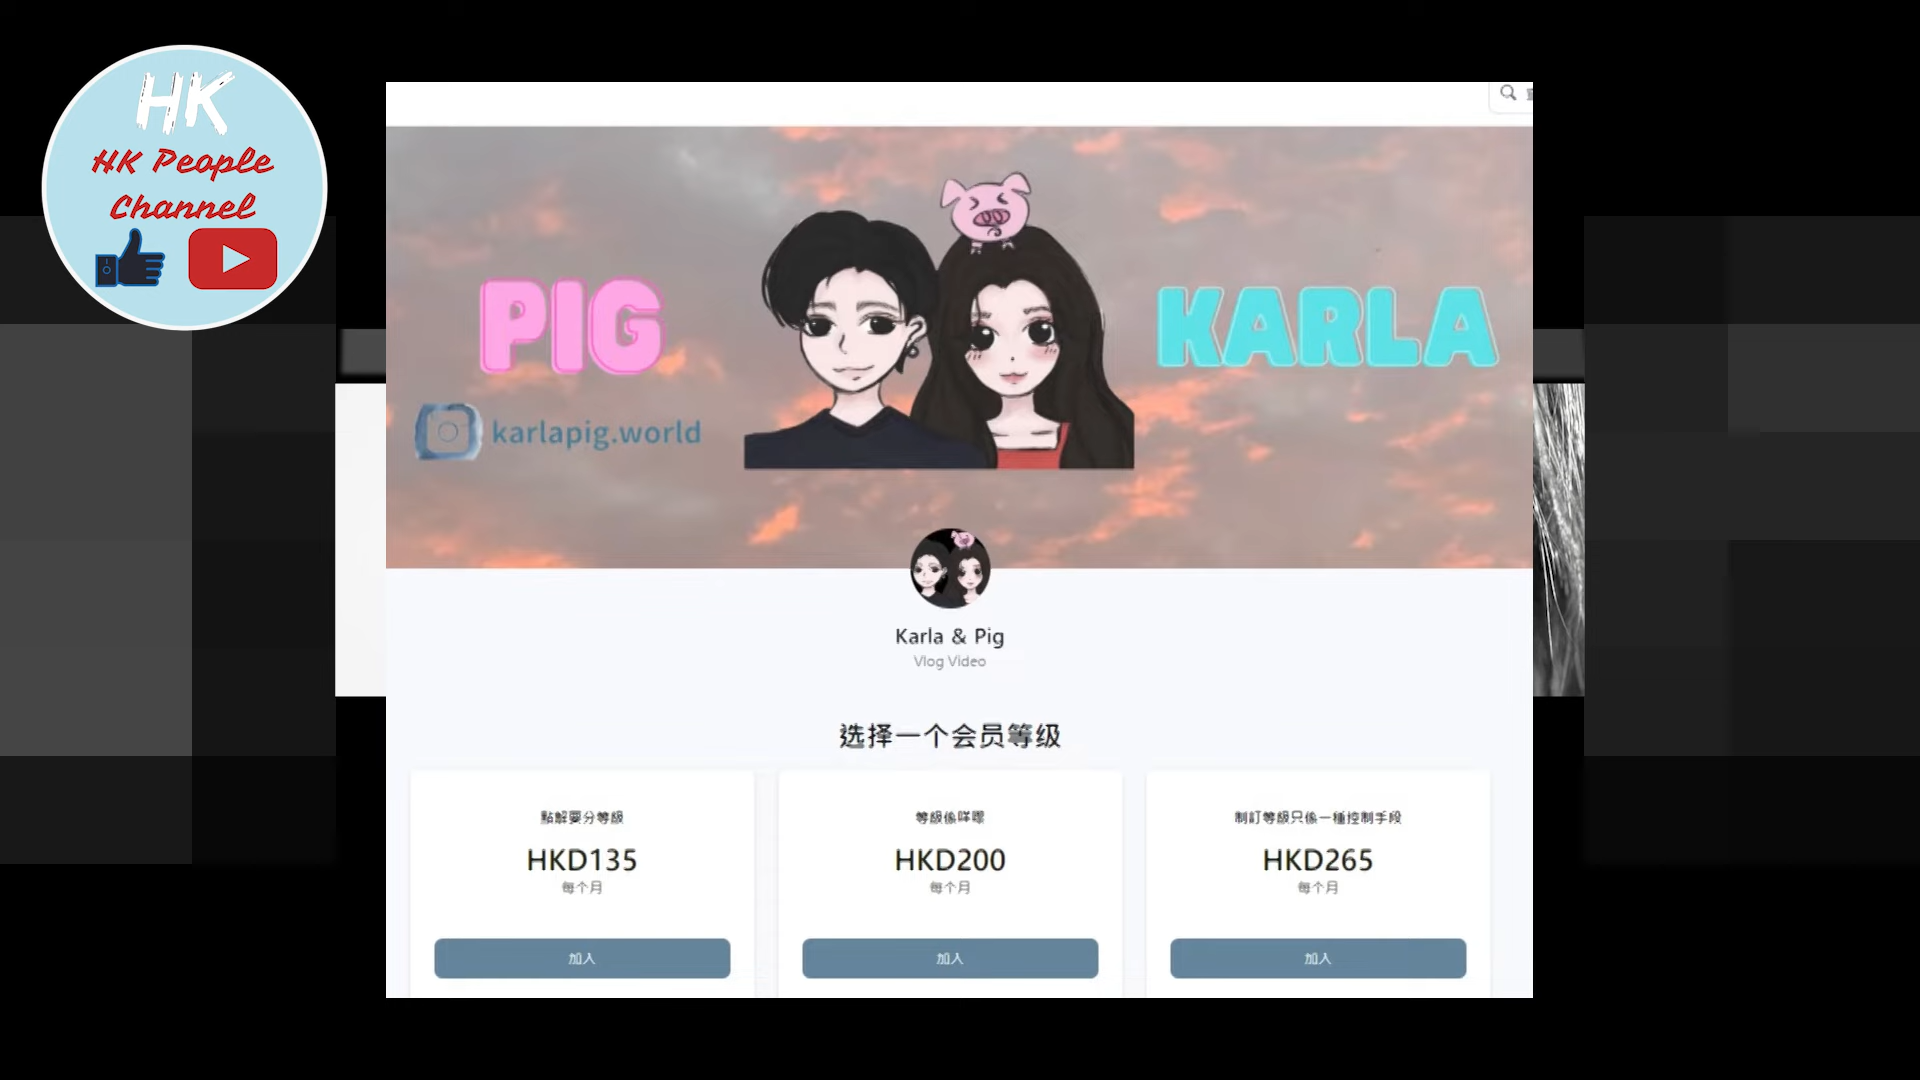 HK
HK People
Channel
PIG
KARLA
karlapig.world
Karla & Pig
Vlog Video
选择一个会员等级
點解要分等級
HKD135
每个月
加入
等級係咩嚟
HKD200
每个月
加入
制訂等級只係一種控制手段
HKD265
每个月
加入